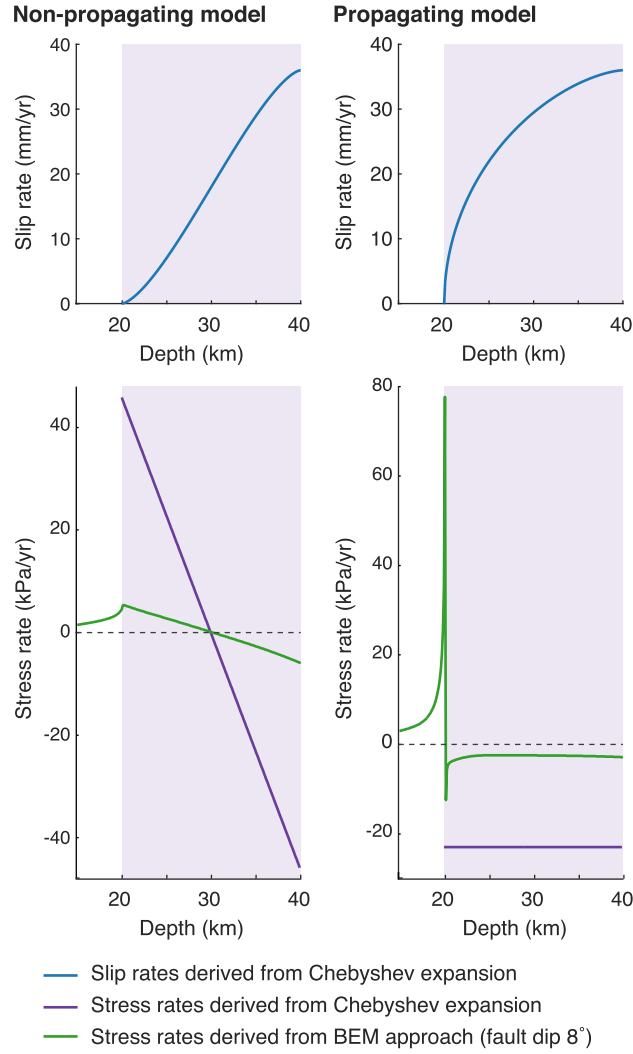 Non-propagating model
Propagating model
Slip rate (mm/yr)
40
30
20
10
0
20
30
40
Depth (km)
Slip rate (mm/yr)
40
30
20
10
0
20
30
40
Depth (km)
Stress rate (kPa/yr)
40
20
0
-20
-40
20
30
40
Depth (km)
Stress rate (kPa/yr)
80
60
40
20
0
-20
20
30
40
Depth (km)
Slip rates derived from Chebyshev expansion
Stress rates derived from Chebyshev expansion
Stress rates derived from BEM approach (fault dip 8°)